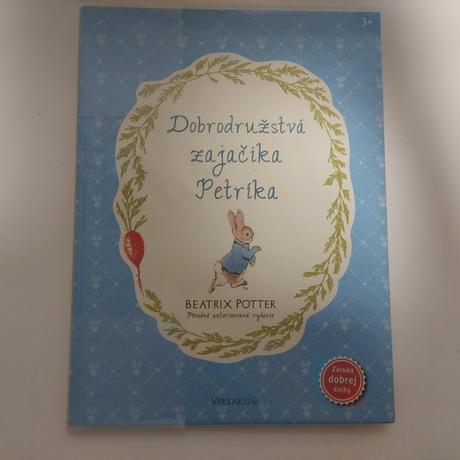 3+
Dobrodružstvá
zajačika
Petríka
BEATRIX POTTER
Pôvodné autorizované vydanie
Záruka
dobrej
knihy
VERBARIUM